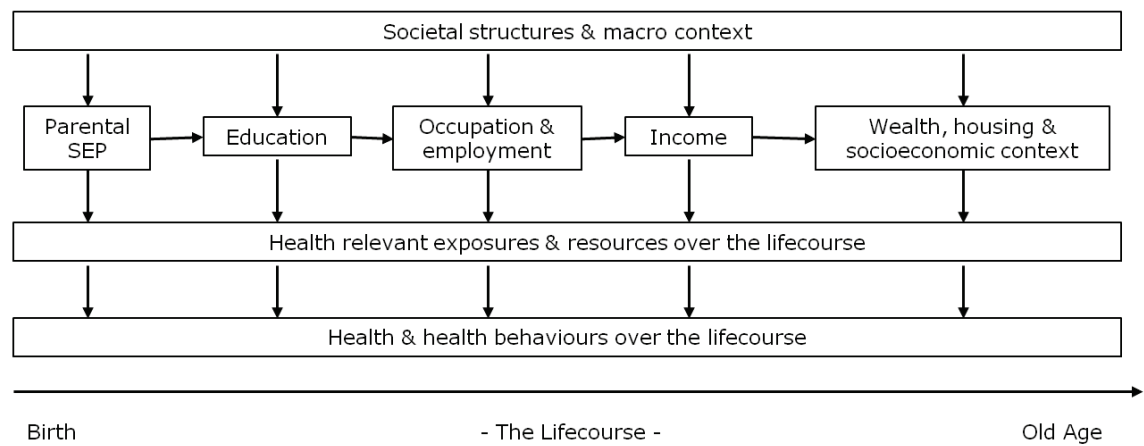 Societal structures & macro context
Parental
SEP
Education
Occupation &
employment
Income
Wealth, housing &
socioeconomic context
Health relevant exposures & resources over the lifecourse
Health & health behaviours over the lifecourse
Birth
- The Lifecourse -
Old Age